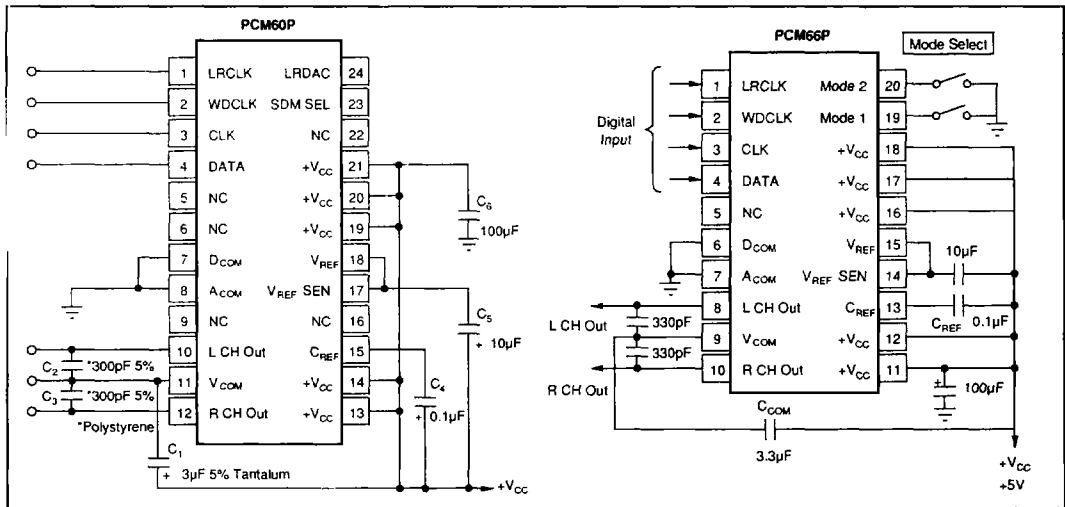 PCM60P
1 LRCLK LRDAC 24
2 WDCLK SDM SEL 23
3 CLK NC 22
4 DATA +VCC 21
5 NC +VCC 20
6 NC +VCC 19
7 DCOM VREF 18
8 ACOM VREF SEN 17
9 NC NC 16
10 L CH Out CREF 15
11 VCOM +VCC 14
12 R CH Out +VCC 13
C6
100µF
C5
+ 10µF
C4
+ 0.1µF
C2 *300pF 5%
C3 *300pF 5%
*Polystyrene
C1
+ 3µF 5% Tantalum
+VCC
PCM66P
Mode Select
Digital
Input
1 LRCLK Mode 2 20
2 WDCLK Mode 1 19
3 CLK +VCC 18
4 DATA +VCC 17
5 NC +VCC 16
6 DCOM VREF 15
7 ACOM VREF SEN 14
8 L CH Out CREF 13
9 VCOM +VCC 12
10 R CH Out +VCC 11
10µF
CREF 0.1µF
L CH Out
330pF
330pF
R CH Out
+
100µF
CCOM
3.3µF
+VCC
+5V